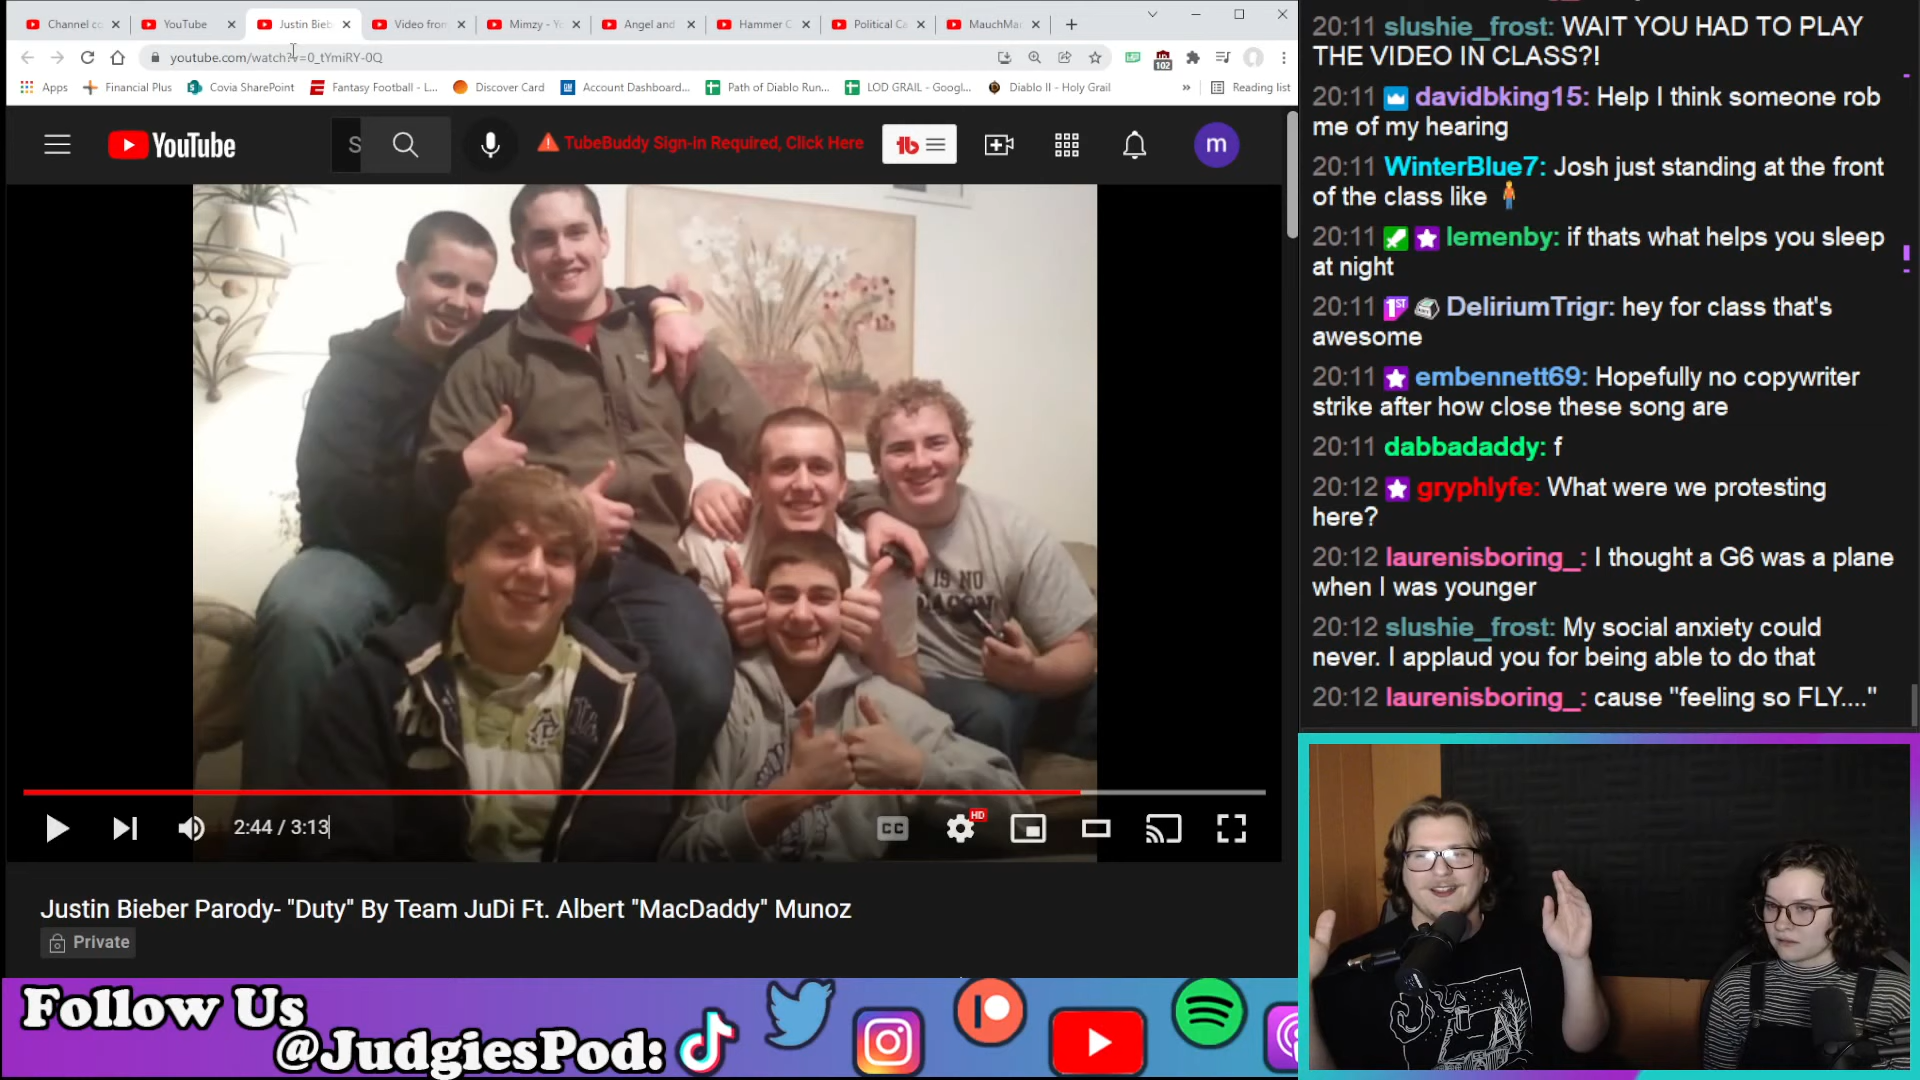 Channel co
YouTube
Justin Bieb
Video from
Mimzy - Yo
Angel and
Hammer C
Political Ca
MauchMa
youtube.com/watch?v=0_tYmiRY-0Q
102
Apps
Financial Plus
Covia SharePoint
Fantasy Football - L...
Discover Card
Account Dashboard...
Path of Diablo Run...
LOD GRAIL - Googl...
Diablo II - Holy Grail
»
Reading list
YouTube
S
TubeBuddy Sign-in Required, Click Here
tb
m
IS NO
2:44 / 3:13
CC
HD
Justin Bieber Parody- "Duty" By Team JuDi Ft. Albert "MacDaddy" Munoz
Private
Follow Us
@JudgiesPod:
20:11 slushie_frost: WAIT YOU HAD TO PLAY
THE VIDEO IN CLASS?!
20:11 davidbking15: Help I think someone rob
me of my hearing
20:11 WinterBlue7: Josh just standing at the front
of the class like
20:11 lemenby: if thats what helps you sleep
at night
20:11 1ST DeliriumTrigr: hey for class that's
awesome
20:11 embennett69: Hopefully no copywriter
strike after how close these song are
20:11 dabbadaddy: f
20:12 gryphlyfe: What were we protesting
here?
20:12 laurenisboring_: I thought a G6 was a plane
when I was younger
20:12 slushie_frost: My social anxiety could
never. I applaud you for being able to do that
20:12 laurenisboring_: cause "feeling so FLY...."